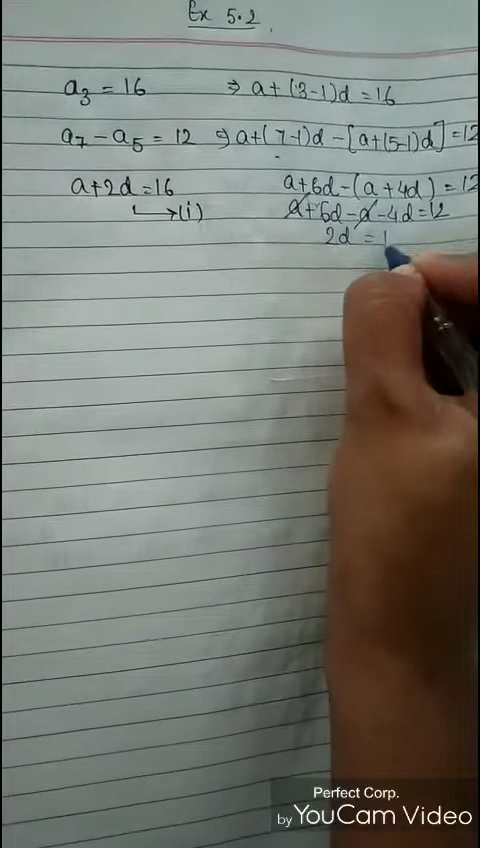 Ex 5.2.
a₃ = 16 ⇒ a+(3-1)d = 16
a₇ - a₅ = 12 ⇒ a+(7-1)d - [a+(5-1)d] = 12
a+2d = 16 a+6d-(a+4d) = 12
→(i) a+6d-a-4d = 12
2d = 1
Perfect Corp.
by YouCam Video